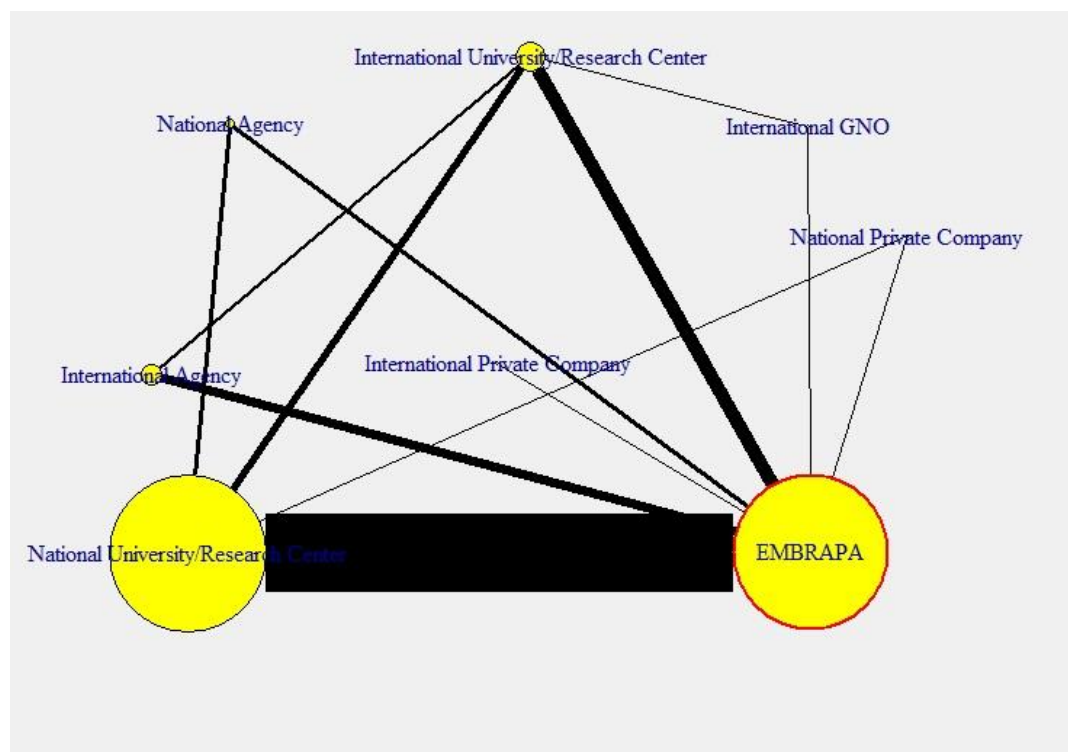 International University/Research Center
National Agency
International GNO
National Private Company
International Private Company
International Agency
National University/Research Center
EMBRAPA